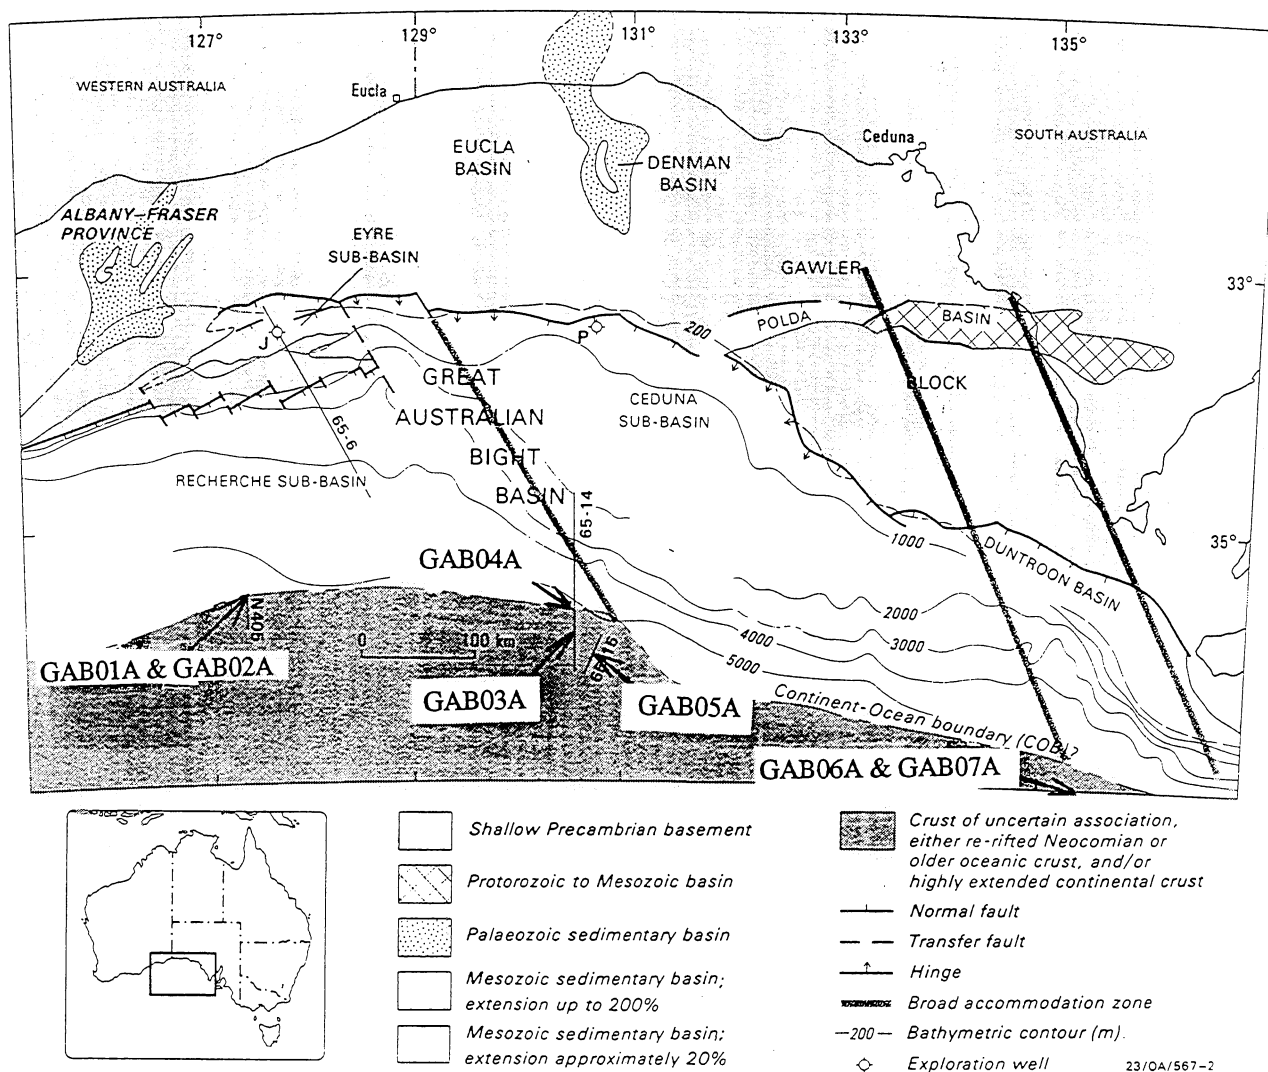 127°
129°
131°
133°
135°
WESTERN AUSTRALIA
Eucla
EUCLA
BASIN
DENMAN
BASIN
Ceduna
SOUTH AUSTRALIA
ALBANY–FRASER
PROVINCE
EYRE
SUB-BASIN
GAWLER
33°
POLDA
BASIN
200
J
P
BLOCK
GREAT
AUSTRALIAN
BIGHT
BASIN
CEDUNA
SUB-BASIN
65-6
RECHERCHE SUB-BASIN
65-14
35°
1000
DUNTROON BASIN
GAB04A
2000
3000
4000
5000
N405
0
100 km
GAB01A & GAB02A
GAB03A
GAB05A
Continent-Ocean boundary (COB)?
GAB06A & GAB07A
Shallow Precambrian basement
Protorozoic to Mesozoic basin
Palaeozoic sedimentary basin
Mesozoic sedimentary basin;
extension up to 200%
Mesozoic sedimentary basin;
extension approximately 20%
Crust of uncertain association,
either re-rifted Neocomian or
older oceanic crust, and/or
highly extended continental crust
Normal fault
Transfer fault
Hinge
Broad accommodation zone
—200— Bathymetric contour (m).
Exploration well
23/OA/567-2